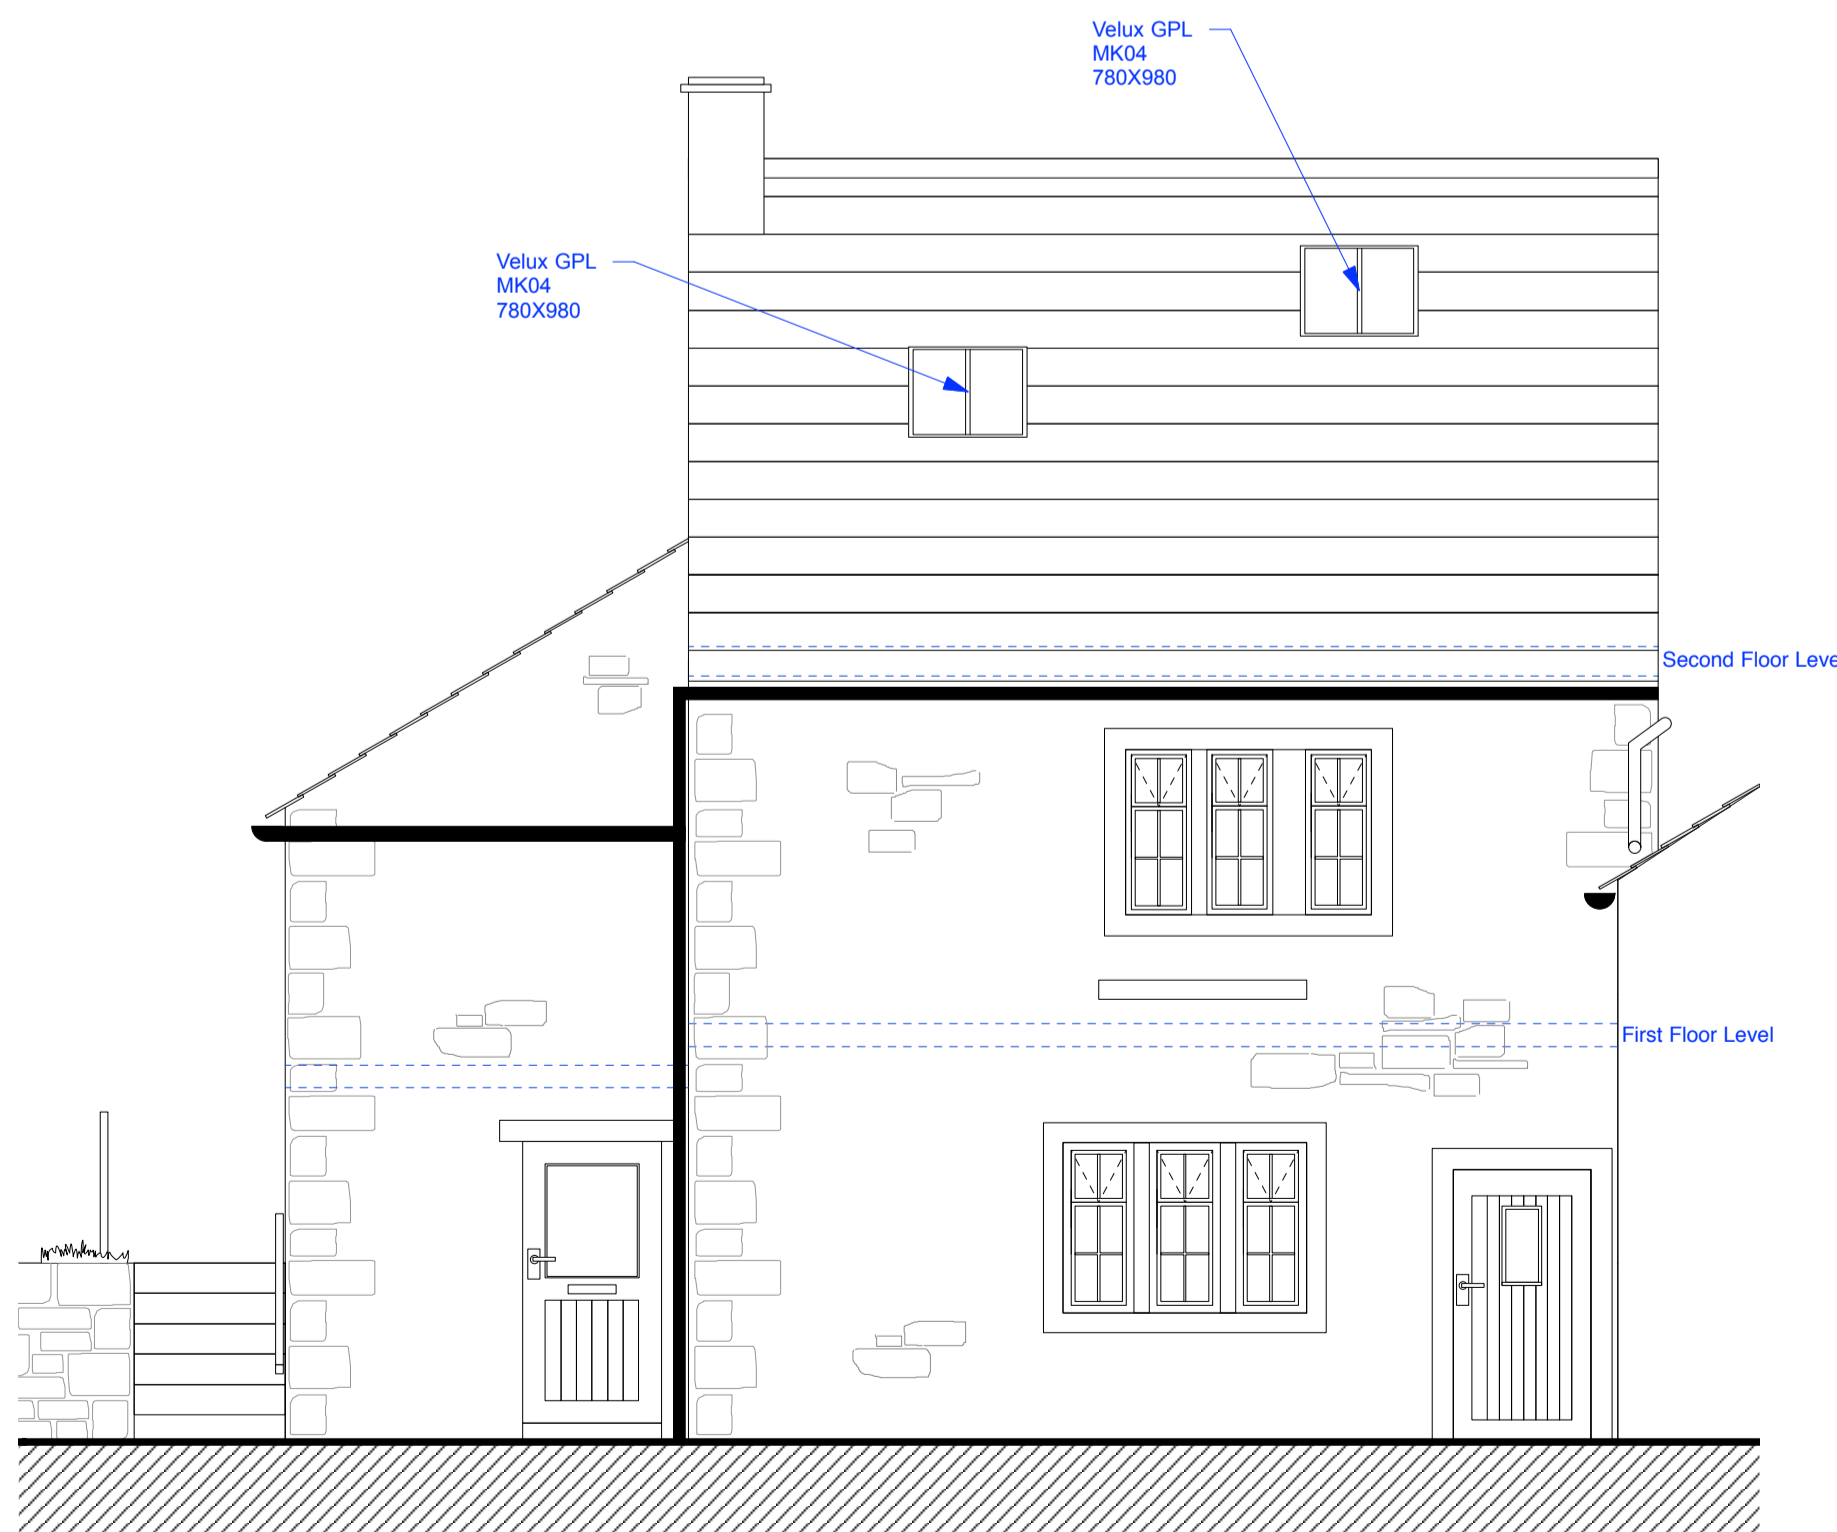 Velux GPL
MK04
780X980
Velux GPL
MK04
780X980
Second Floor Leve
First Floor Level